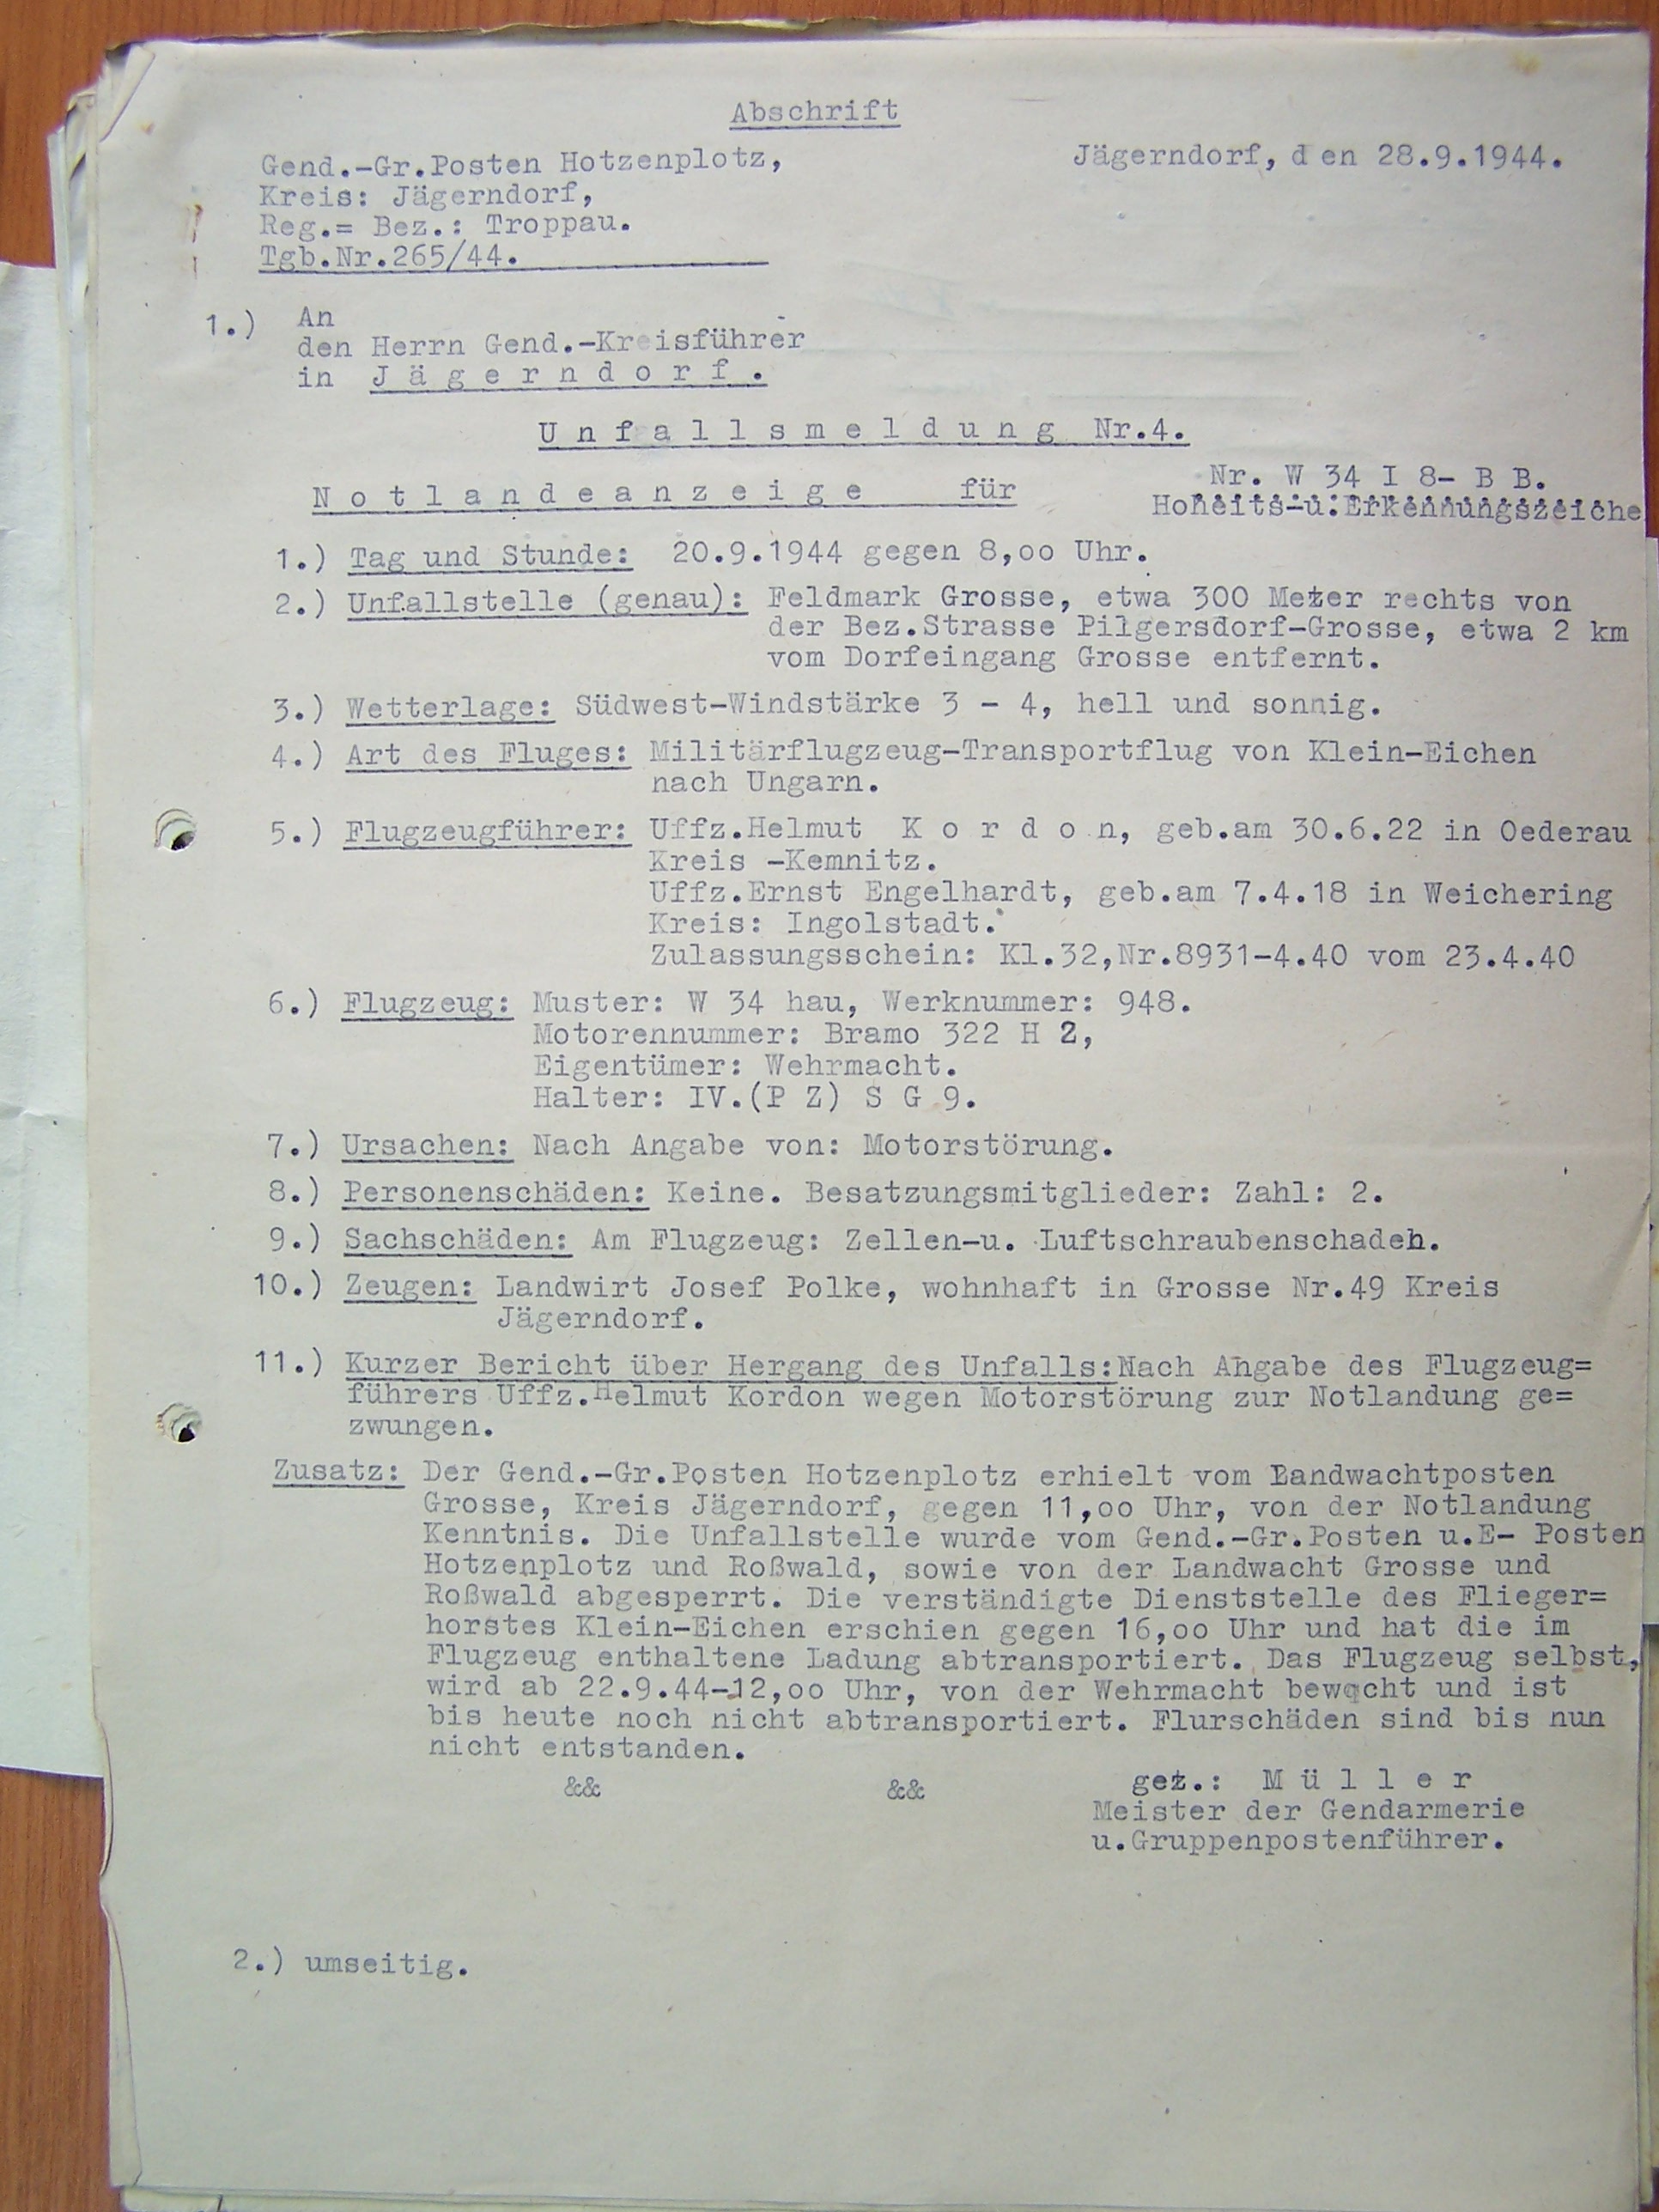 Abschrift
Gend.-Gr.Posten Hotzenplotz,
Jägerndorf, den 28.9.1944.
Kreis: Jägerndorf,
Reg.= Bez.: Troppau.
Tgb.Nr.265/44.
1.) An
den Herrn Gend.-Kreisführer
in J ä g e r n d o r f .
U n f a l l s m e l d u n g Nr.4.
N o t l a n d e a n z e i g e für
Nr. W 34 I 8- B B.
Hoheits-u.Erkennungszeiche
1.) Tag und Stunde: 20.9.1944 gegen 8,oo Uhr.
2.) Unfallstelle (genau): Feldmark Grosse, etwa 300 Meter rechts von
der Bez.Strasse Pilgersdorf-Grosse, etwa 2 km
vom Dorfeingang Grosse entfernt.
3.) Wetterlage: Südwest-Windstärke 3 - 4, hell und sonnig.
4.) Art des Fluges: Militärflugzeug-Transportflug von Klein-Eichen
nach Ungarn.
5.) Flugzeugführer: Uffz.Helmut K o r d o n, geb.am 30.6.22 in Oederau
Kreis -Kemnitz.
Uffz.Ernst Engelhardt, geb.am 7.4.18 in Weichering
Kreis: Ingolstadt.
Zulassungsschein: Kl.32,Nr.8931-4.40 vom 23.4.40
6.) Flugzeug: Muster: W 34 hau, Werknummer: 948.
Motorennummer: Bramo 322 H 2,
Eigentümer: Wehrmacht.
Halter: IV.(P Z) S G 9.
7.) Ursachen: Nach Angabe von: Motorstörung.
8.) Personenschäden: Keine. Besatzungsmitglieder: Zahl: 2.
9.) Sachschäden: Am Flugzeug: Zellen-u. Luftschraubenschaden.
10.) Zeugen: Landwirt Josef Polke, wohnhaft in Grosse Nr.49 Kreis
Jägerndorf.
11.) Kurzer Bericht über Hergang des Unfalls:Nach Angabe des Flugzeug=
führers Uffz.Helmut Kordon wegen Motorstörung zur Notlandung ge=
zwungen.
Zusatz: Der Gend.-Gr.Posten Hotzenplotz erhielt vom Landwachtposten
Grosse, Kreis Jägerndorf, gegen 11,oo Uhr, von der Notlandung
Kenntnis. Die Unfallstelle wurde vom Gend.-Gr.Posten u.E- Posten
Hotzenplotz und Roßwald, sowie von der Landwacht Grosse und
Roßwald abgesperrt. Die verständigte Dienststelle des Flieger=
horstes Klein-Eichen erschien gegen 16,oo Uhr und hat die im
Flugzeug enthaltene Ladung abtransportiert. Das Flugzeug selbst,
wird ab 22.9.44-12,oo Uhr, von der Wehrmacht bewacht und ist
bis heute noch nicht abtransportiert. Flurschäden sind bis nun
nicht entstanden.
&& && gez.: M ü l l e r
Meister der Gendarmerie
u.Gruppenpostenführer.
2.) umseitig.